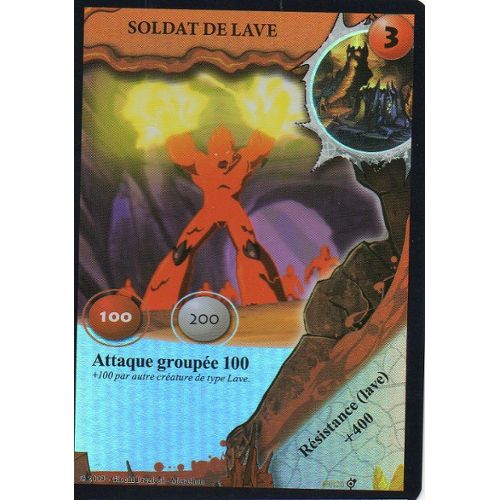 SOLDAT DE LAVE
3
100
200
Attaque groupée 100
+100 par autre créature de type Lave.
Résistance (lave)
+400